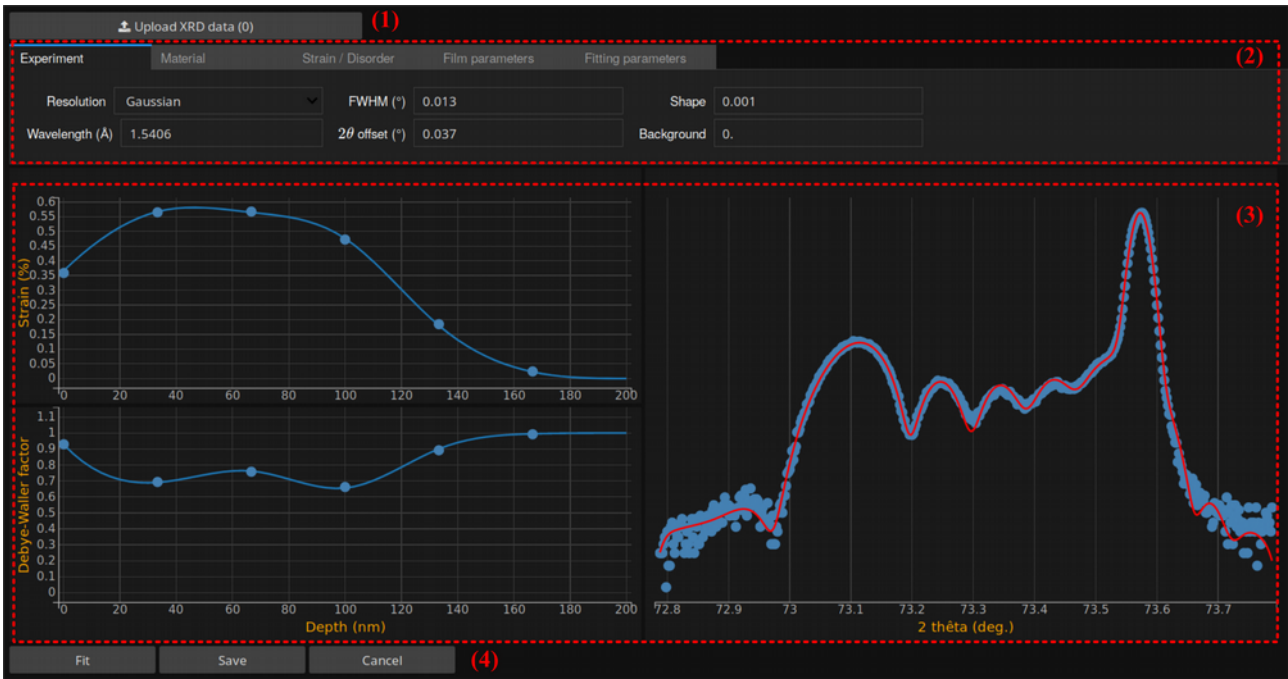 Upload XRD data (0)
(1)
Experiment Material Strain / Disorder Film parameters Fitting parameters
(2)
Resolution Gaussian FWHM (°) 0.013 Shape 0.001
Wavelength (Å) 1.5406 2θ offset (°) 0.037 Background 0.
(3)
Strain (%)
0.6
0.55
0.5
0.45
0.4
0.35
0.3
0.25
0.2
0.15
0.1
0.05
0
0 20 40 60 80 100 120 140 160 180 200
Debye-Waller factor
1.1
1
0.9
0.8
0.7
0.6
0.5
0.4
0.3
0.2
0.1
0
0 20 40 60 80 100 120 140 160 180 200
Depth (nm)
72.8 72.9 73 73.1 73.2 73.3 73.4 73.5 73.6 73.7
2 thêta (deg.)
Fit Save Cancel
(4)